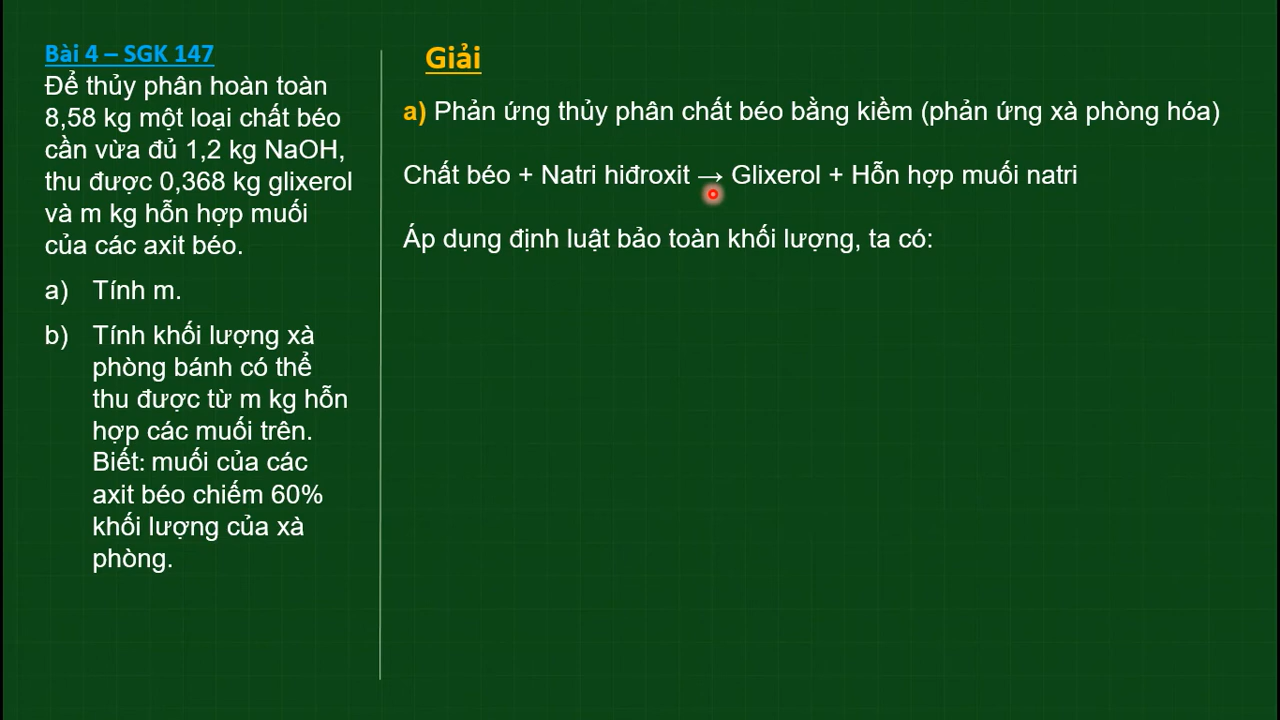 Bài 4 – SGK 147
Để thủy phân hoàn toàn
8,58 kg một loại chất béo
cần vừa đủ 1,2 kg NaOH,
thu được 0,368 kg glixerol
và m kg hỗn hợp muối
của các axit béo.
a) Tính m.
b) Tính khối lượng xà
phòng bánh có thể
thu được từ m kg hỗn
hợp các muối trên.
Biết: muối của các
axit béo chiếm 60%
khối lượng của xà
phòng.
Giải
a) Phản ứng thủy phân chất béo bằng kiềm (phản ứng xà phòng hóa)
Chất béo + Natri hiđroxit → Glixerol + Hỗn hợp muối natri
Áp dụng định luật bảo toàn khối lượng, ta có: